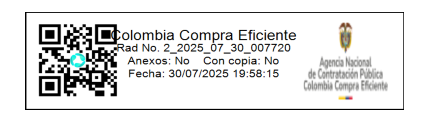 Colombia Compra Eficiente
Rad No. 2_2025_07_30_007720
Anexos: No    Con copia: No
Fecha: 30/07/2025 19:58:15
Agencia Nacional
de Contratación Pública
Colombia Compra Eficiente